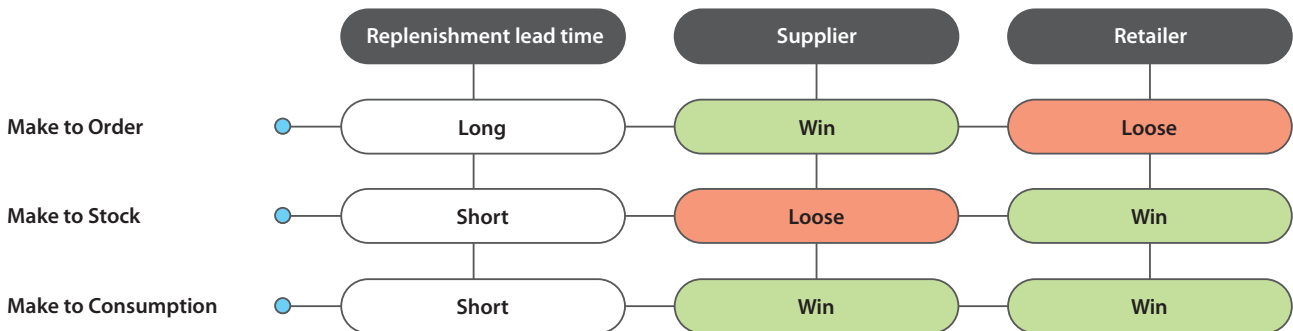 Replenishment lead time Supplier Retailer
Make to Order Long Win Loose
Make to Stock Short Loose Win
Make to Consumption Short Win Win